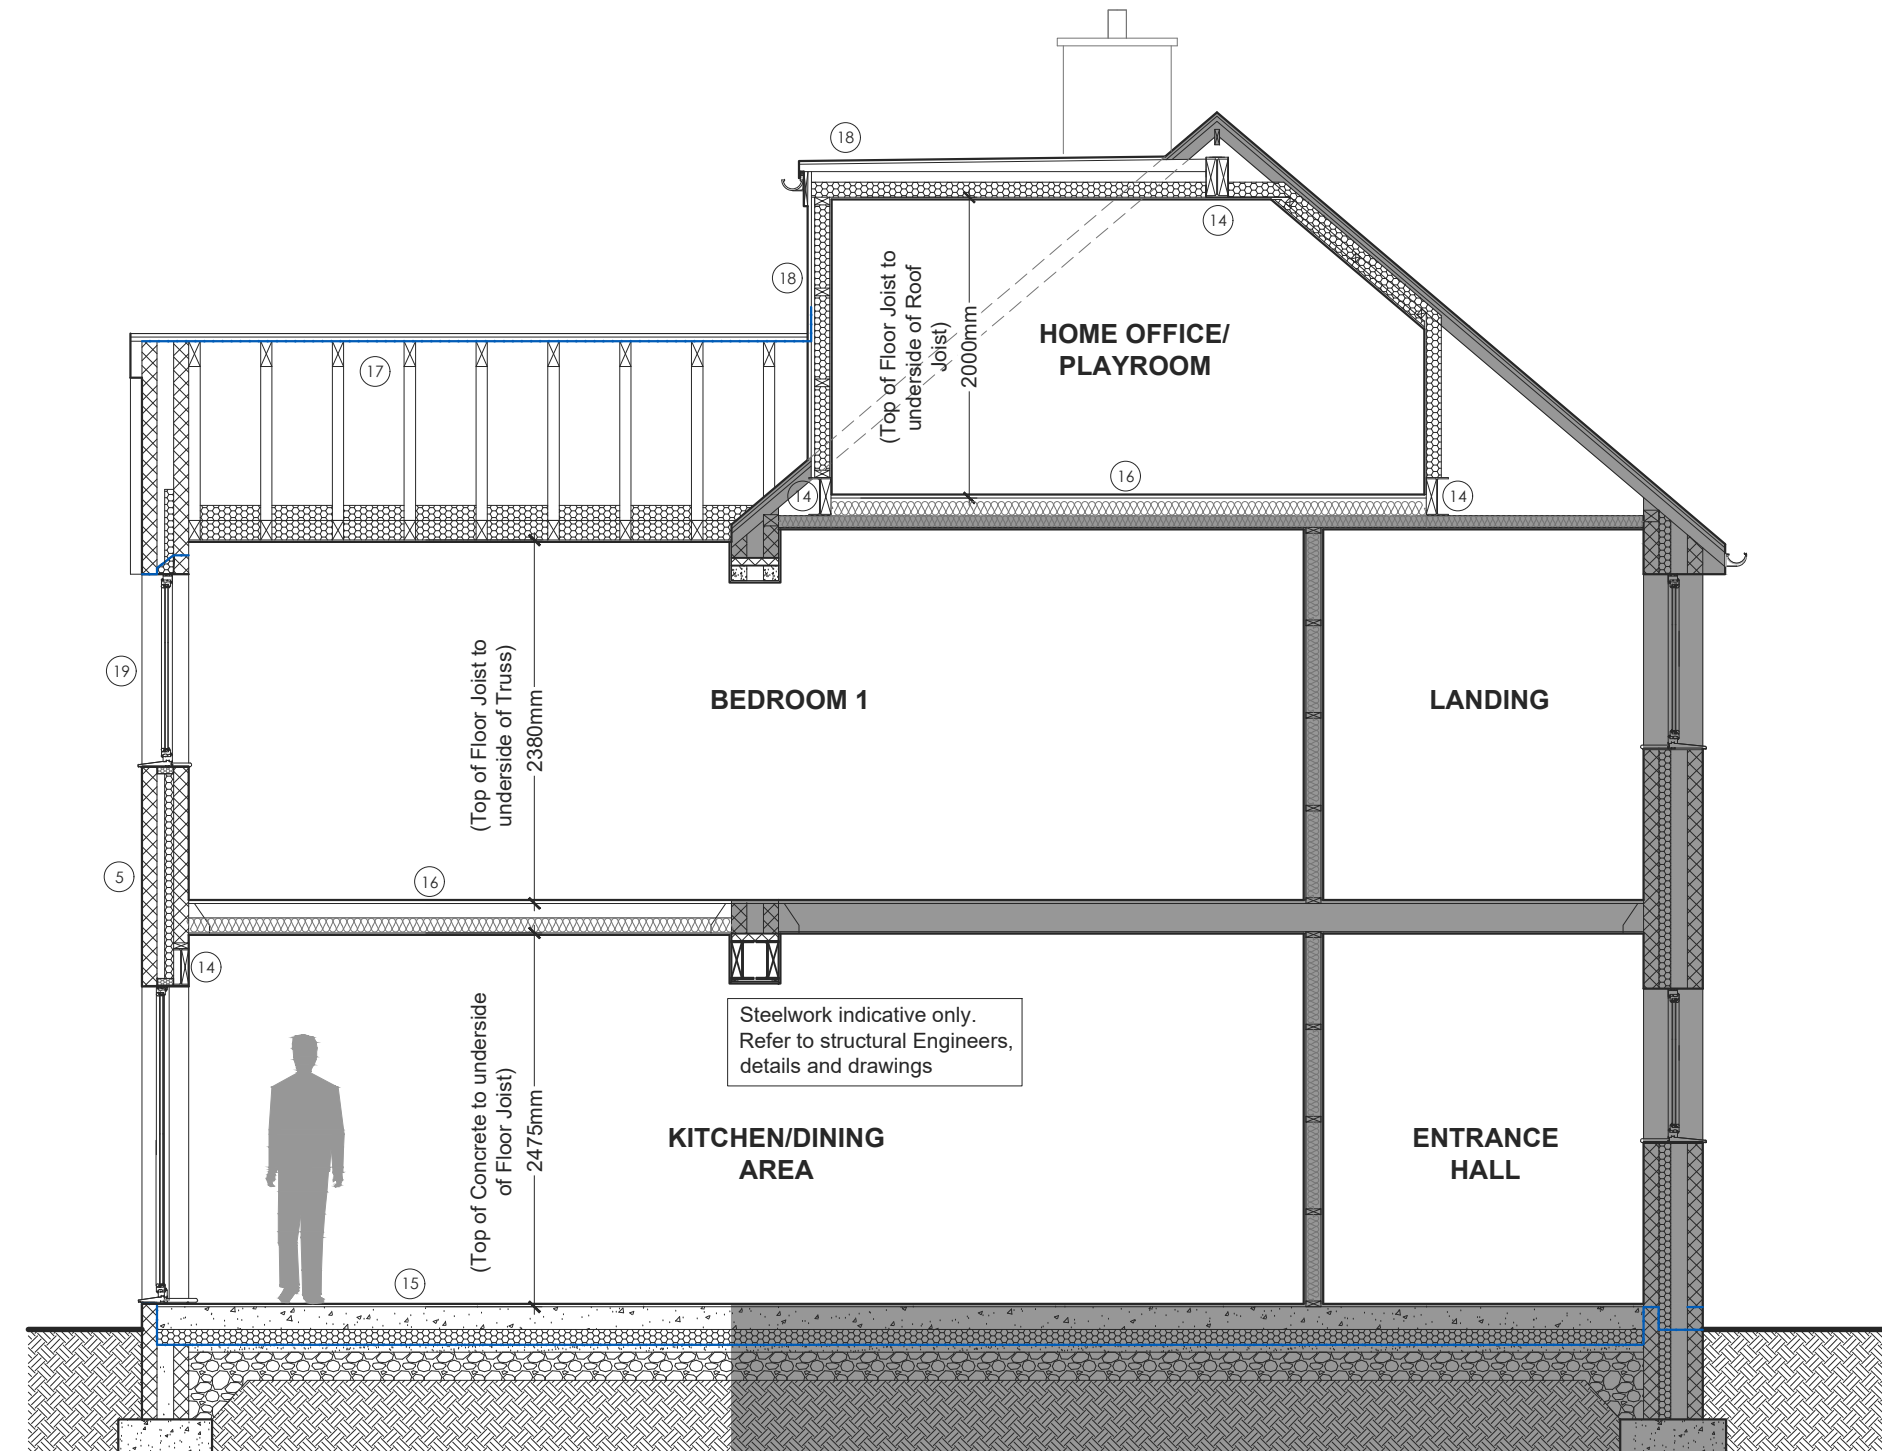 18
14
18
(Top of Floor Joist to
underside of Roof
Joist)
2000mm
HOME OFFICE/
PLAYROOM
17
14
16
14
19
(Top of Floor Joist to
underside of Truss)
2380mm
BEDROOM 1
LANDING
5
16
14
Steelwork indicative only.
Refer to structural Engineers,
details and drawings
(Top of Concrete to underside
of Floor Joist)
2475mm
KITCHEN/DINING
AREA
ENTRANCE
HALL
15